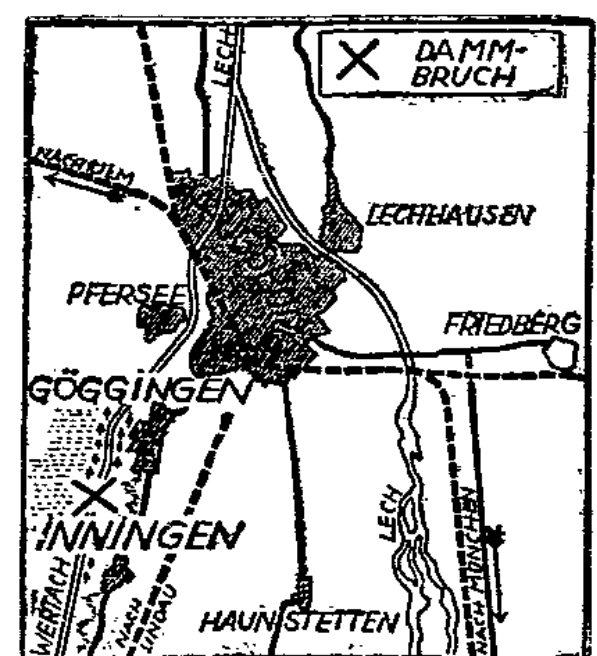 LECH
DAMM-
BRUCH
NACH ULM
LECHHAUSEN
PFERSEE
FRIEDBERG
GÖGGINGEN
LECH
INNINGEN
WERTACH
NACH
LINDAU
HAUNSTETTEN
NACH MÜNCHEN